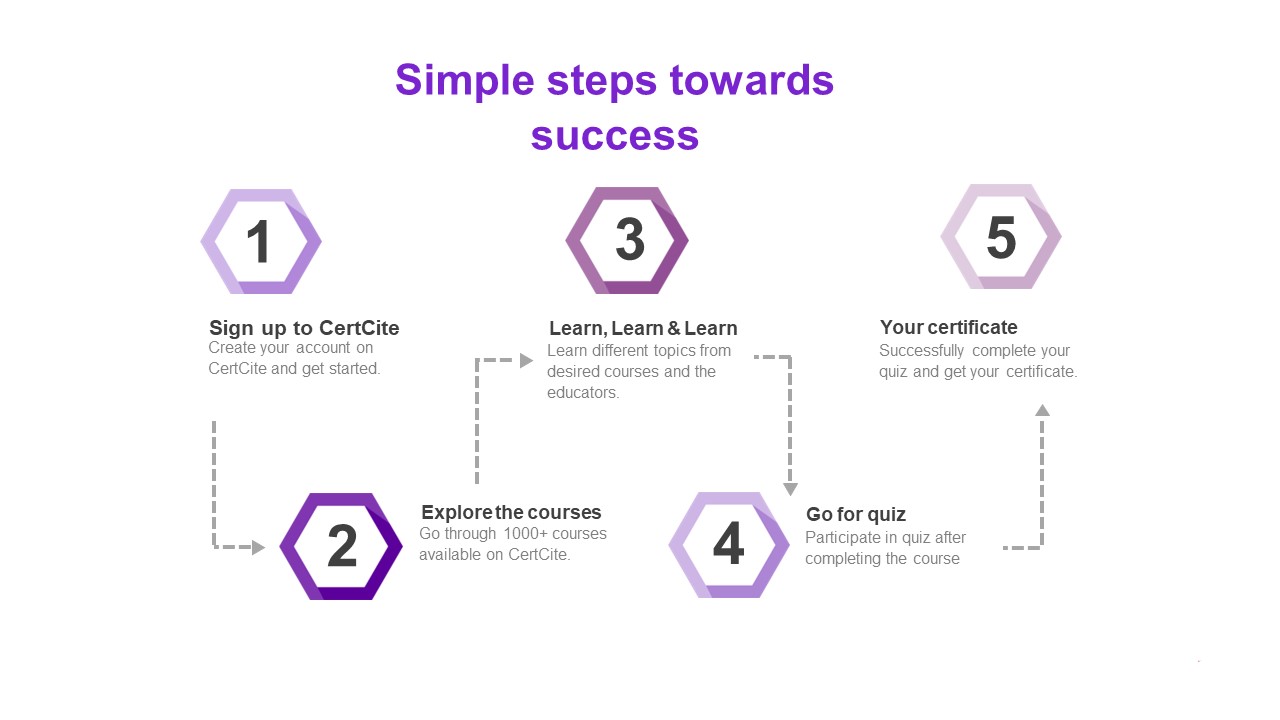 Simple steps towards
success
1
Sign up to CertCite
Create your account on
CertCite and get started.
2
Explore the courses
Go through 1000+ courses
available on CertCite.
3
Learn, Learn & Learn
Learn different topics from
desired courses and the
educators.
4
Go for quiz
Participate in quiz after
completing the course
5
Your certificate
Successfully complete your
quiz and get your certificate.
.